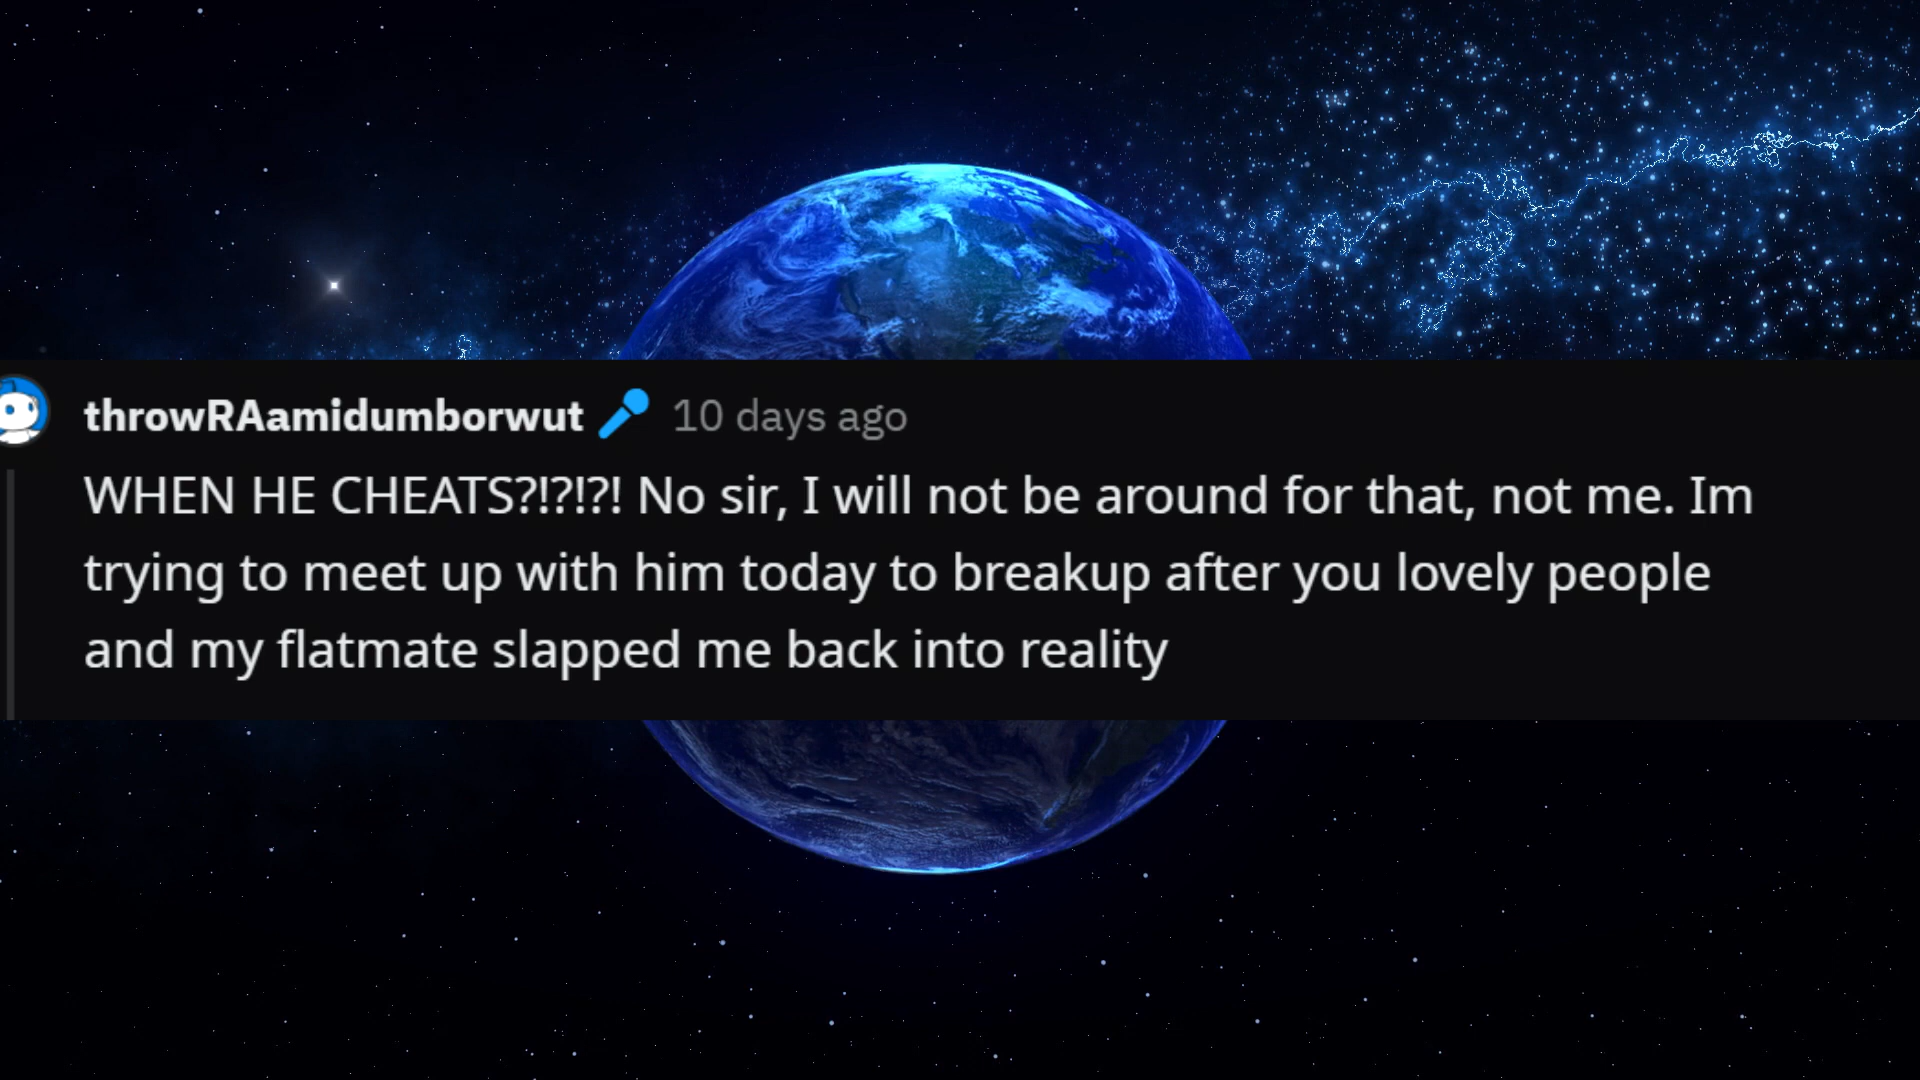 throwRAamidumborwut 10 days ago
WHEN HE CHEATS?!?!?! No sir, I will not be around for that, not me. Im
trying to meet up with him today to breakup after you lovely people
and my flatmate slapped me back into reality